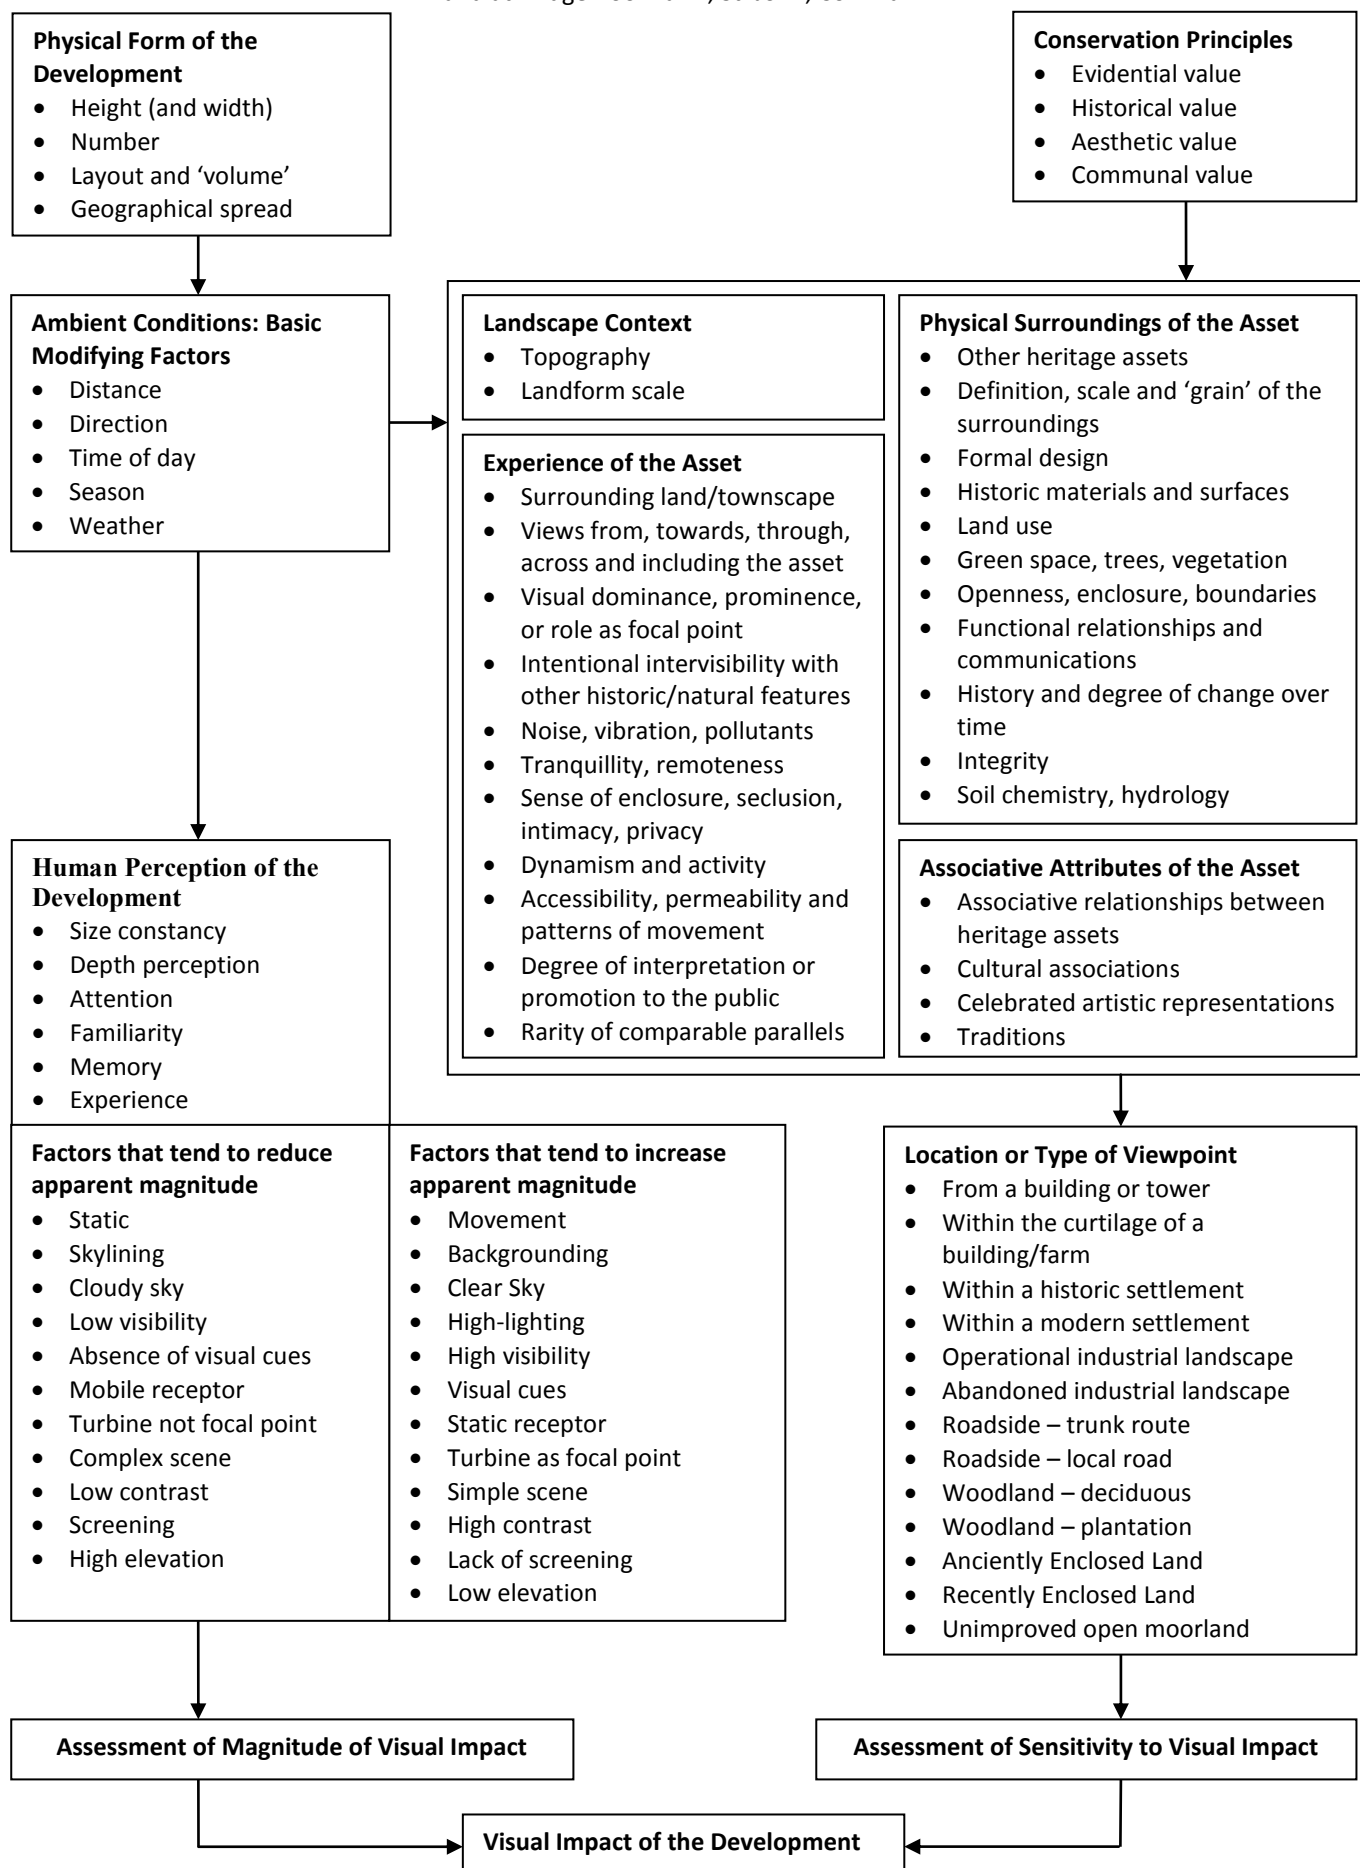 Physical Form of the
Development
• Height (and width)
• Number
• Layout and ‘volume’
• Geographical spread
Conservation Principles
• Evidential value
• Historical value
• Aesthetic value
• Communal value
Ambient Conditions: Basic
Modifying Factors
• Distance
• Direction
• Time of day
• Season
• Weather
Landscape Context
• Topography
• Landform scale
Experience of the Asset
• Surrounding land/townscape
• Views from, towards, through,
across and including the asset
• Visual dominance, prominence,
or role as focal point
• Intentional intervisibility with
other historic/natural features
• Noise, vibration, pollutants
• Tranquillity, remoteness
• Sense of enclosure, seclusion,
intimacy, privacy
• Dynamism and activity
• Accessibility, permeability and
patterns of movement
• Degree of interpretation or
promotion to the public
• Rarity of comparable parallels
Physical Surroundings of the Asset
• Other heritage assets
• Definition, scale and ‘grain’ of the
surroundings
• Formal design
• Historic materials and surfaces
• Land use
• Green space, trees, vegetation
• Openness, enclosure, boundaries
• Functional relationships and
communications
• History and degree of change over
time
• Integrity
• Soil chemistry, hydrology
Associative Attributes of the Asset
• Associative relationships between
heritage assets
• Cultural associations
• Celebrated artistic representations
• Traditions
Human Perception of the
Development
• Size constancy
• Depth perception
• Attention
• Familiarity
• Memory
• Experience
Factors that tend to reduce
apparent magnitude
• Static
• Skylining
• Cloudy sky
• Low visibility
• Absence of visual cues
• Mobile receptor
• Turbine not focal point
• Complex scene
• Low contrast
• Screening
• High elevation
Factors that tend to increase
apparent magnitude
• Movement
• Backgrounding
• Clear Sky
• High-lighting
• High visibility
• Visual cues
• Static receptor
• Turbine as focal point
• Simple scene
• High contrast
• Lack of screening
• Low elevation
Location or Type of Viewpoint
• From a building or tower
• Within the curtilage of a
building/farm
• Within a historic settlement
• Within a modern settlement
• Operational industrial landscape
• Abandoned industrial landscape
• Roadside – trunk route
• Roadside – local road
• Woodland – deciduous
• Woodland – plantation
• Anciently Enclosed Land
• Recently Enclosed Land
• Unimproved open moorland
Assessment of Magnitude of Visual Impact
Assessment of Sensitivity to Visual Impact
Visual Impact of the Development